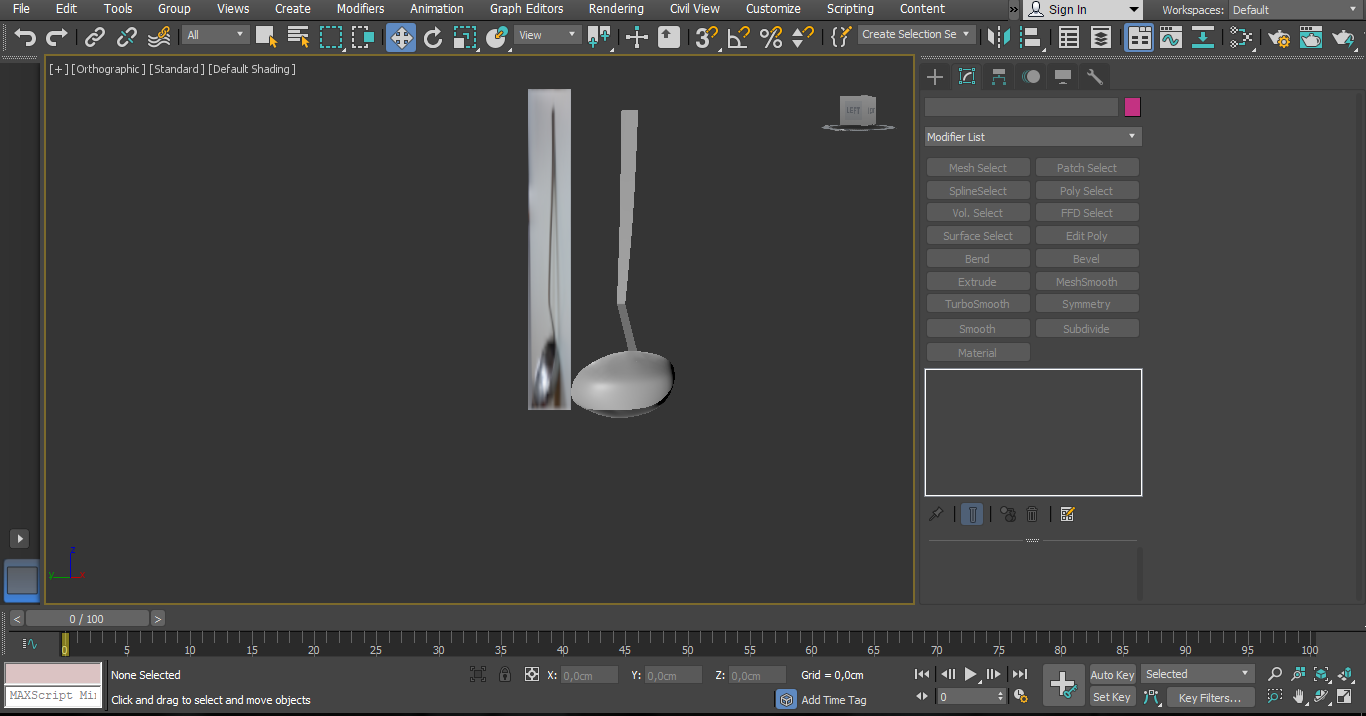 File Edit Tools Group Views Create Modifiers Animation Graph Editors Rendering Civil View Customize Scripting Content » Sign In Workspaces: Default
All View 3 Create Selection Se
[+] [Orthographic] [Standard] [Default Shading]
LEFT
Modifier List
Mesh Select Patch Select
SplineSelect Poly Select
Vol. Select FFD Select
Surface Select Edit Poly
Bend Bevel
Extrude MeshSmooth
TurboSmooth Symmetry
Smooth Subdivide
Material
z
y x
< 0 / 100 >
0 5 10 15 20 25 30 35 40 45 50 55 60 65 70 75 80 85 90 95 100
None Selected X: 0,0cm Y: 0,0cm Z: 0,0cm Grid = 0,0cm Auto Key Selected
MAXScript Mi
Click and drag to select and move objects Add Time Tag 0 Set Key Key Filters...